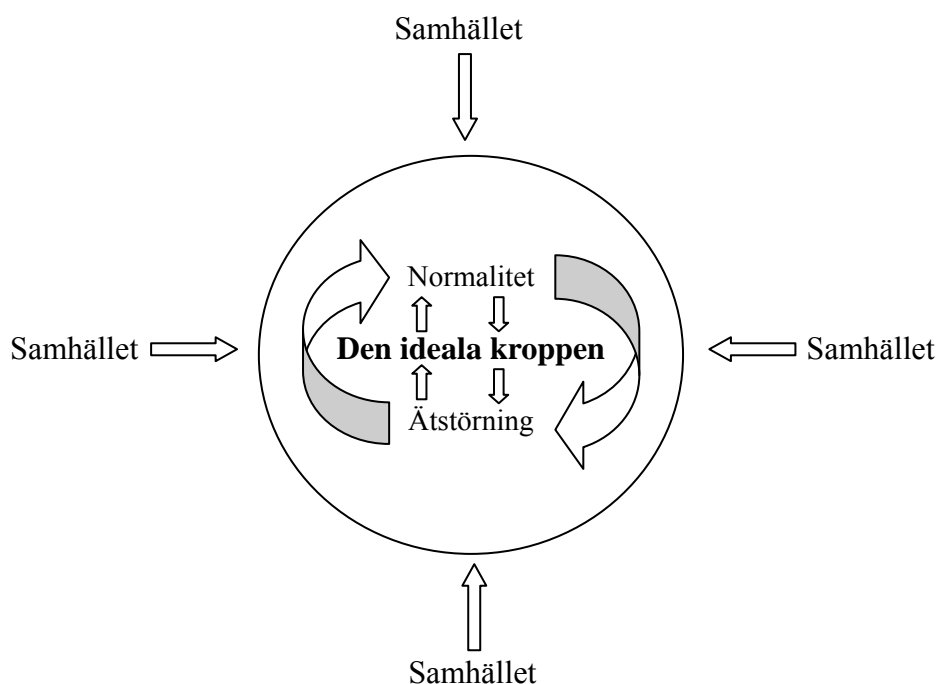 Samhället
Normalitet
Samhället
Den ideala kroppen
Samhället
Ätstörning
Samhället